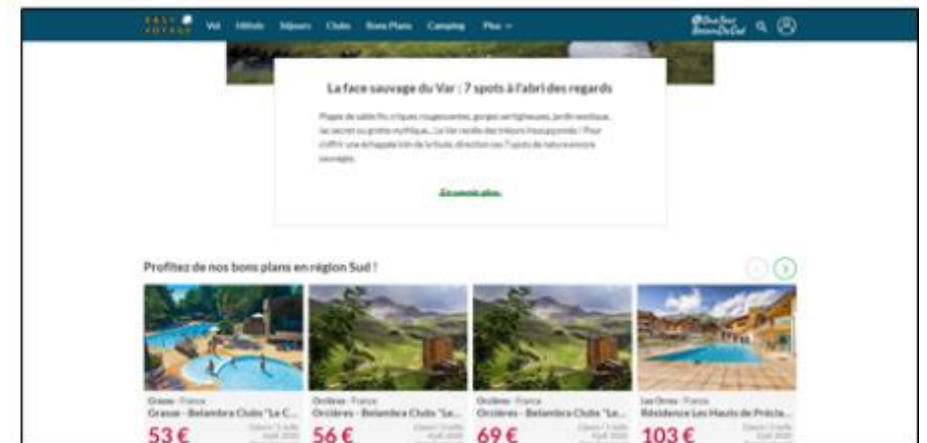 EASY VOYAGE
Vol Hôtels Séjours Clubs Bons Plans Camping Plus
#OnaTous
BesoinDuSud
La face sauvage du Var : 7 spots à l'abri des regards
Plages de sable fin, criques rougeoyantes, gorges vertigineuses, jardin exotique,
lac secret ou grotte mythique... Le Var recèle des trésors insoupçonnés ! Pour
s'offrir une échappée loin de la foule, direction ces 7 spots de nature encore
sauvages.
En savoir plus
Profitez de nos bons plans en région Sud !
Grasse - France
Grasse - Belambra Clubs "Le C...
53 €
Orcières - France
Orcières - Belambra Clubs "Le...
56 €
Orcières - France
Orcières - Belambra Clubs "Le...
69 €
Les Orres - France
Résidence Les Hauts de Précla...
103 €